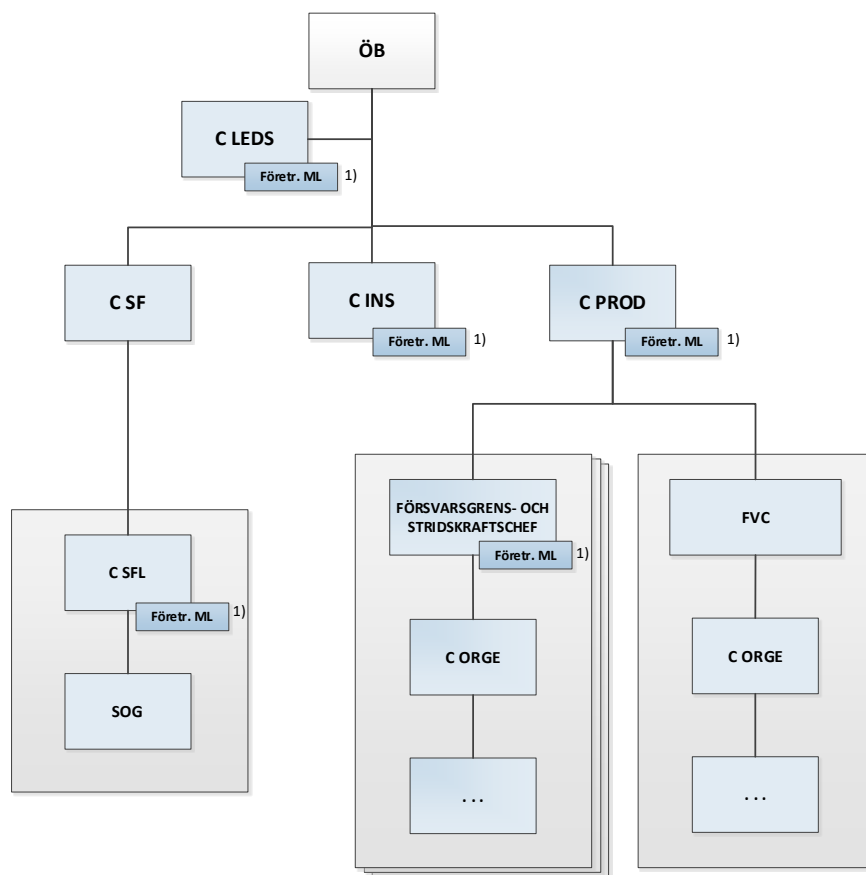 ÖB
C LEDS
Företr. ML 1)
C SF
C INS
Företr. ML 1)
C PROD
Företr. ML 1)
FÖRSVARSGRENS- OCH
STRIDSKRAFTSCHEF
Företr. ML 1)
FVC
C SFL
Företr. ML 1)
C ORGE
C ORGE
SOG
. . .
. . .